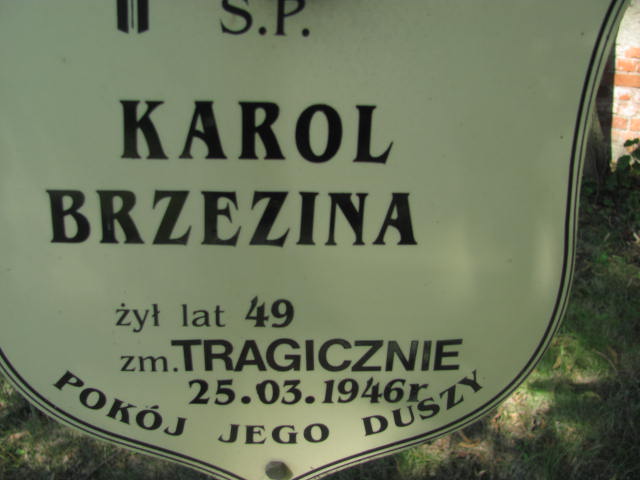 Ś.P.
KAROL
BRZEZINA
żył lat 49
zm. TRAGICZNIE
25.03.1946r.
POKÓJ JEGO DUSZY